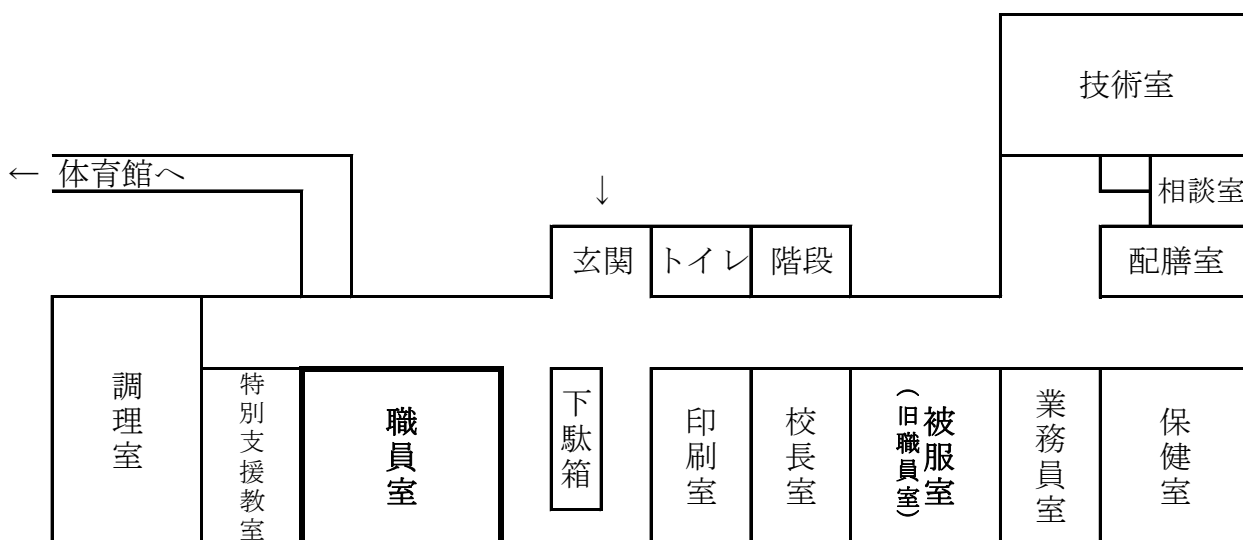 技術室
← 体育館へ
↓
相談室
玄関
トイレ
階段
配膳室
調理室
特別支援教室
職員室
下駄箱
印刷室
校長室
被服室
(旧職員室)
業務員室
保健室